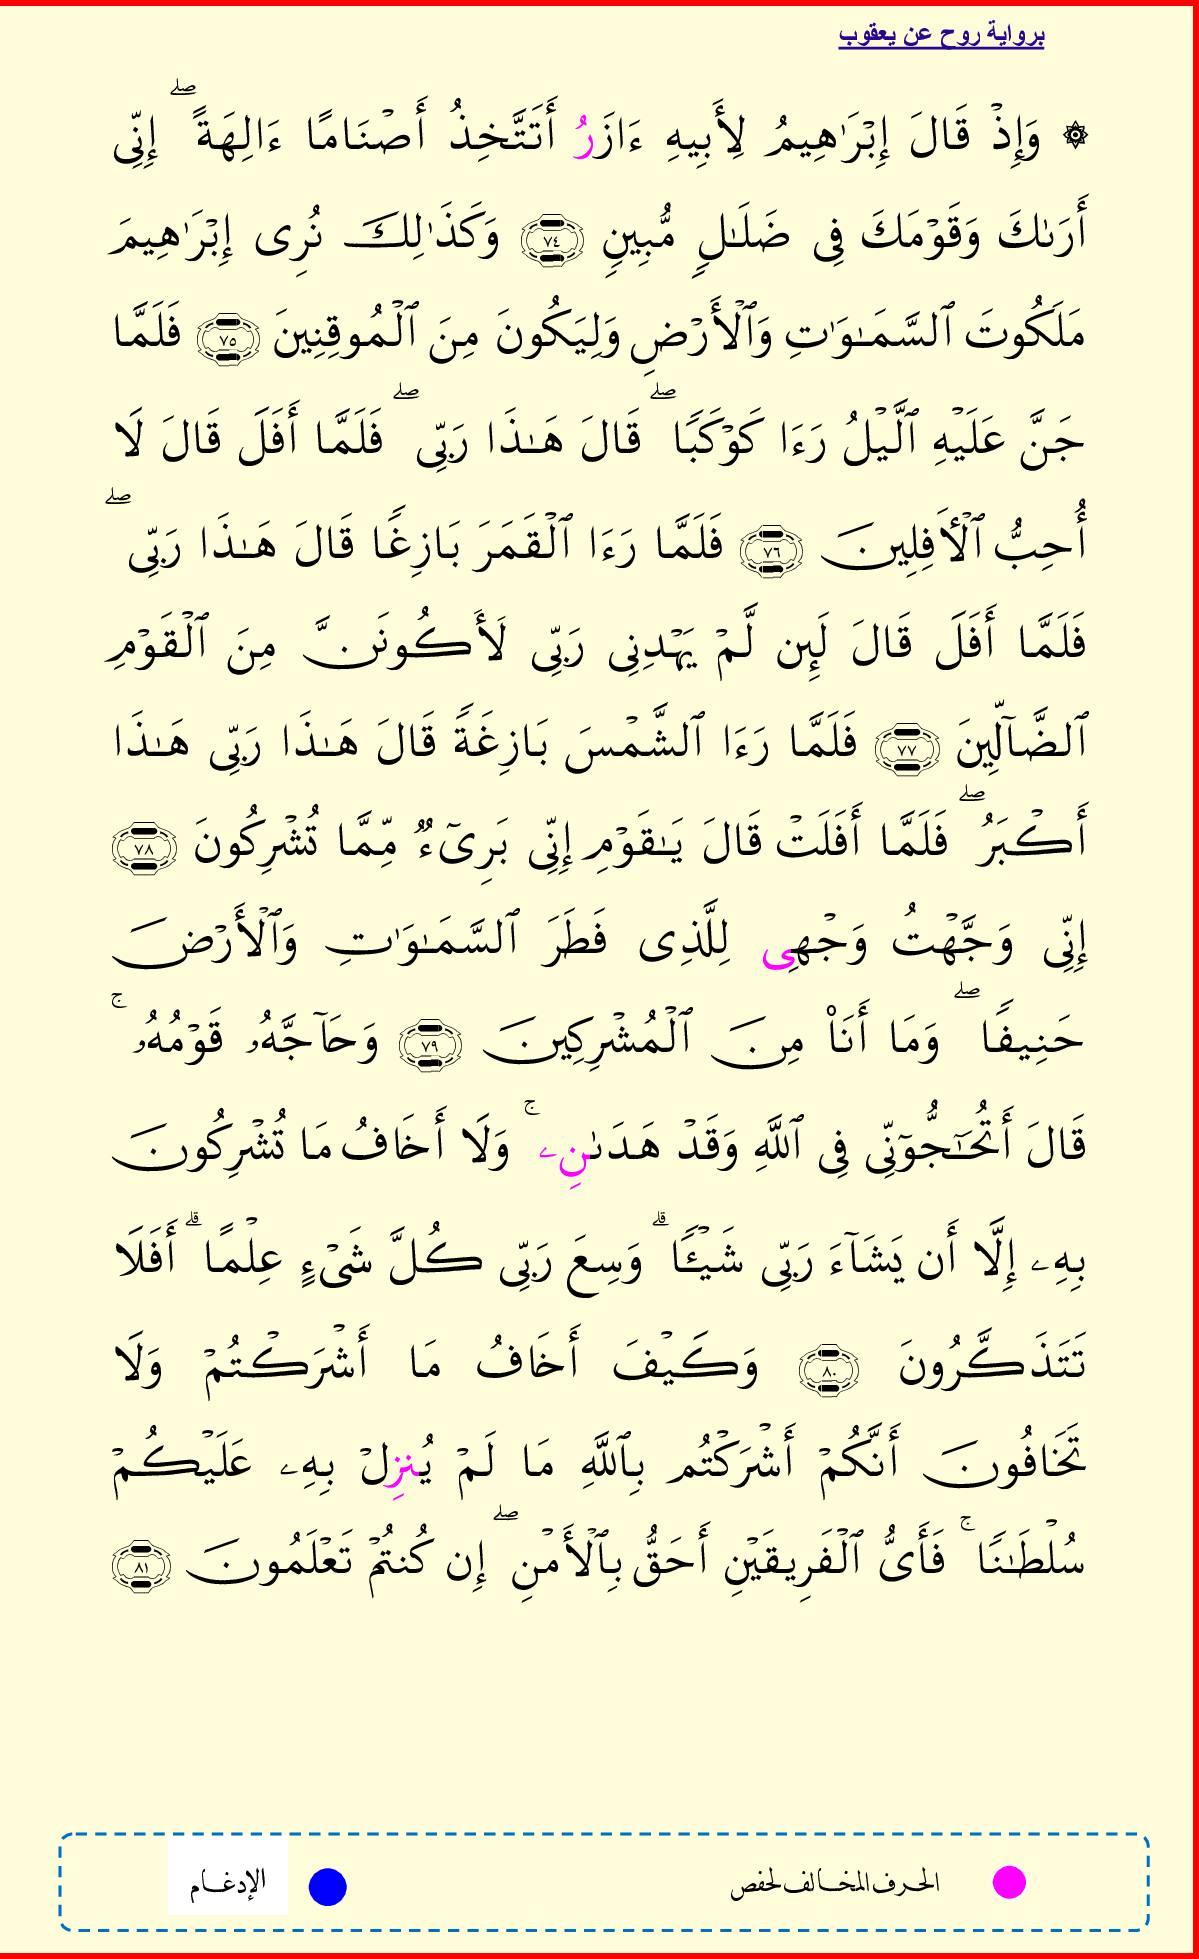 برواية روح عن يعقوب
۞ وَإِذۡ قَالَ إِبۡرَٰهِيمُ لِأَبِيهِ ءَازَرُ أَتَتَّخِذُ أَصۡنَامًا ءَالِهَةًۖ إِنِّي
أَرَىٰكَ وَقَوۡمَكَ فِي ضَلَٰلٖ مُّبِينٖ ٧٤ وَكَذَٰلِكَ نُرِي إِبۡرَٰهِيمَ
مَلَكُوتَ ٱلسَّمَٰوَٰتِ وَٱلۡأَرۡضِ وَلِيَكُونَ مِنَ ٱلۡمُوقِنِينَ ٧٥ فَلَمَّا
جَنَّ عَلَيۡهِ ٱلَّيۡلُ رَءَا كَوۡكَبٗاۖ قَالَ هَٰذَا رَبِّيۖ فَلَمَّا أَفَلَ قَالَ لَا
أُحِبُّ ٱلۡأٓفِلِينَ ٧٦ فَلَمَّا رَءَا ٱلۡقَمَرَ بَازِغٗا قَالَ هَٰذَا رَبِّيۖ
فَلَمَّا أَفَلَ قَالَ لَئِن لَّمۡ يَهۡدِنِي رَبِّي لَأَكُونَنَّ مِنَ ٱلۡقَوۡمِ
ٱلضَّآلِّينَ ٧٧ فَلَمَّا رَءَا ٱلشَّمۡسَ بَازِغَةٗ قَالَ هَٰذَا رَبِّي هَٰذَا
أَكۡبَرُۖ فَلَمَّا أَفَلَتۡ قَالَ يَٰقَوۡمِ إِنِّي بَرِيٓءٞ مِّمَّا تُشۡرِكُونَ ٧٨
إِنِّي وَجَّهۡتُ وَجۡهِي لِلَّذِي فَطَرَ ٱلسَّمَٰوَٰتِ وَٱلۡأَرۡضَ
حَنِيفٗاۖ وَمَا أَنَا۠ مِنَ ٱلۡمُشۡرِكِينَ ٧٩ وَحَآجَّهُۥ قَوۡمُهُۥۚ
قَالَ أَتُحَٰٓجُّوٓنِّي فِي ٱللَّهِ وَقَدۡ هَدَىٰنِۦۚ وَلَا أَخَافُ مَا تُشۡرِكُونَ
بِهِۦ إِلَّا أَن يَشَآءَ رَبِّي شَيۡـٔٗاۗ وَسِعَ رَبِّي كُلَّ شَيۡءٍ عِلۡمًاۗ أَفَلَا
تَتَذَكَّرُونَ ٨٠ وَكَيۡفَ أَخَافُ مَا أَشۡرَكۡتُمۡ وَلَا
تَخَافُونَ أَنَّكُمۡ أَشۡرَكۡتُم بِٱللَّهِ مَا لَمۡ يُنزِلۡ بِهِۦ عَلَيۡكُمۡ
سُلۡطَٰنٗاۚ فَأَيُّ ٱلۡفَرِيقَيۡنِ أَحَقُّ بِٱلۡأَمۡنِۖ إِن كُنتُمۡ تَعۡلَمُونَ ٨١
الحرف المخالف لحفص
الإدغام